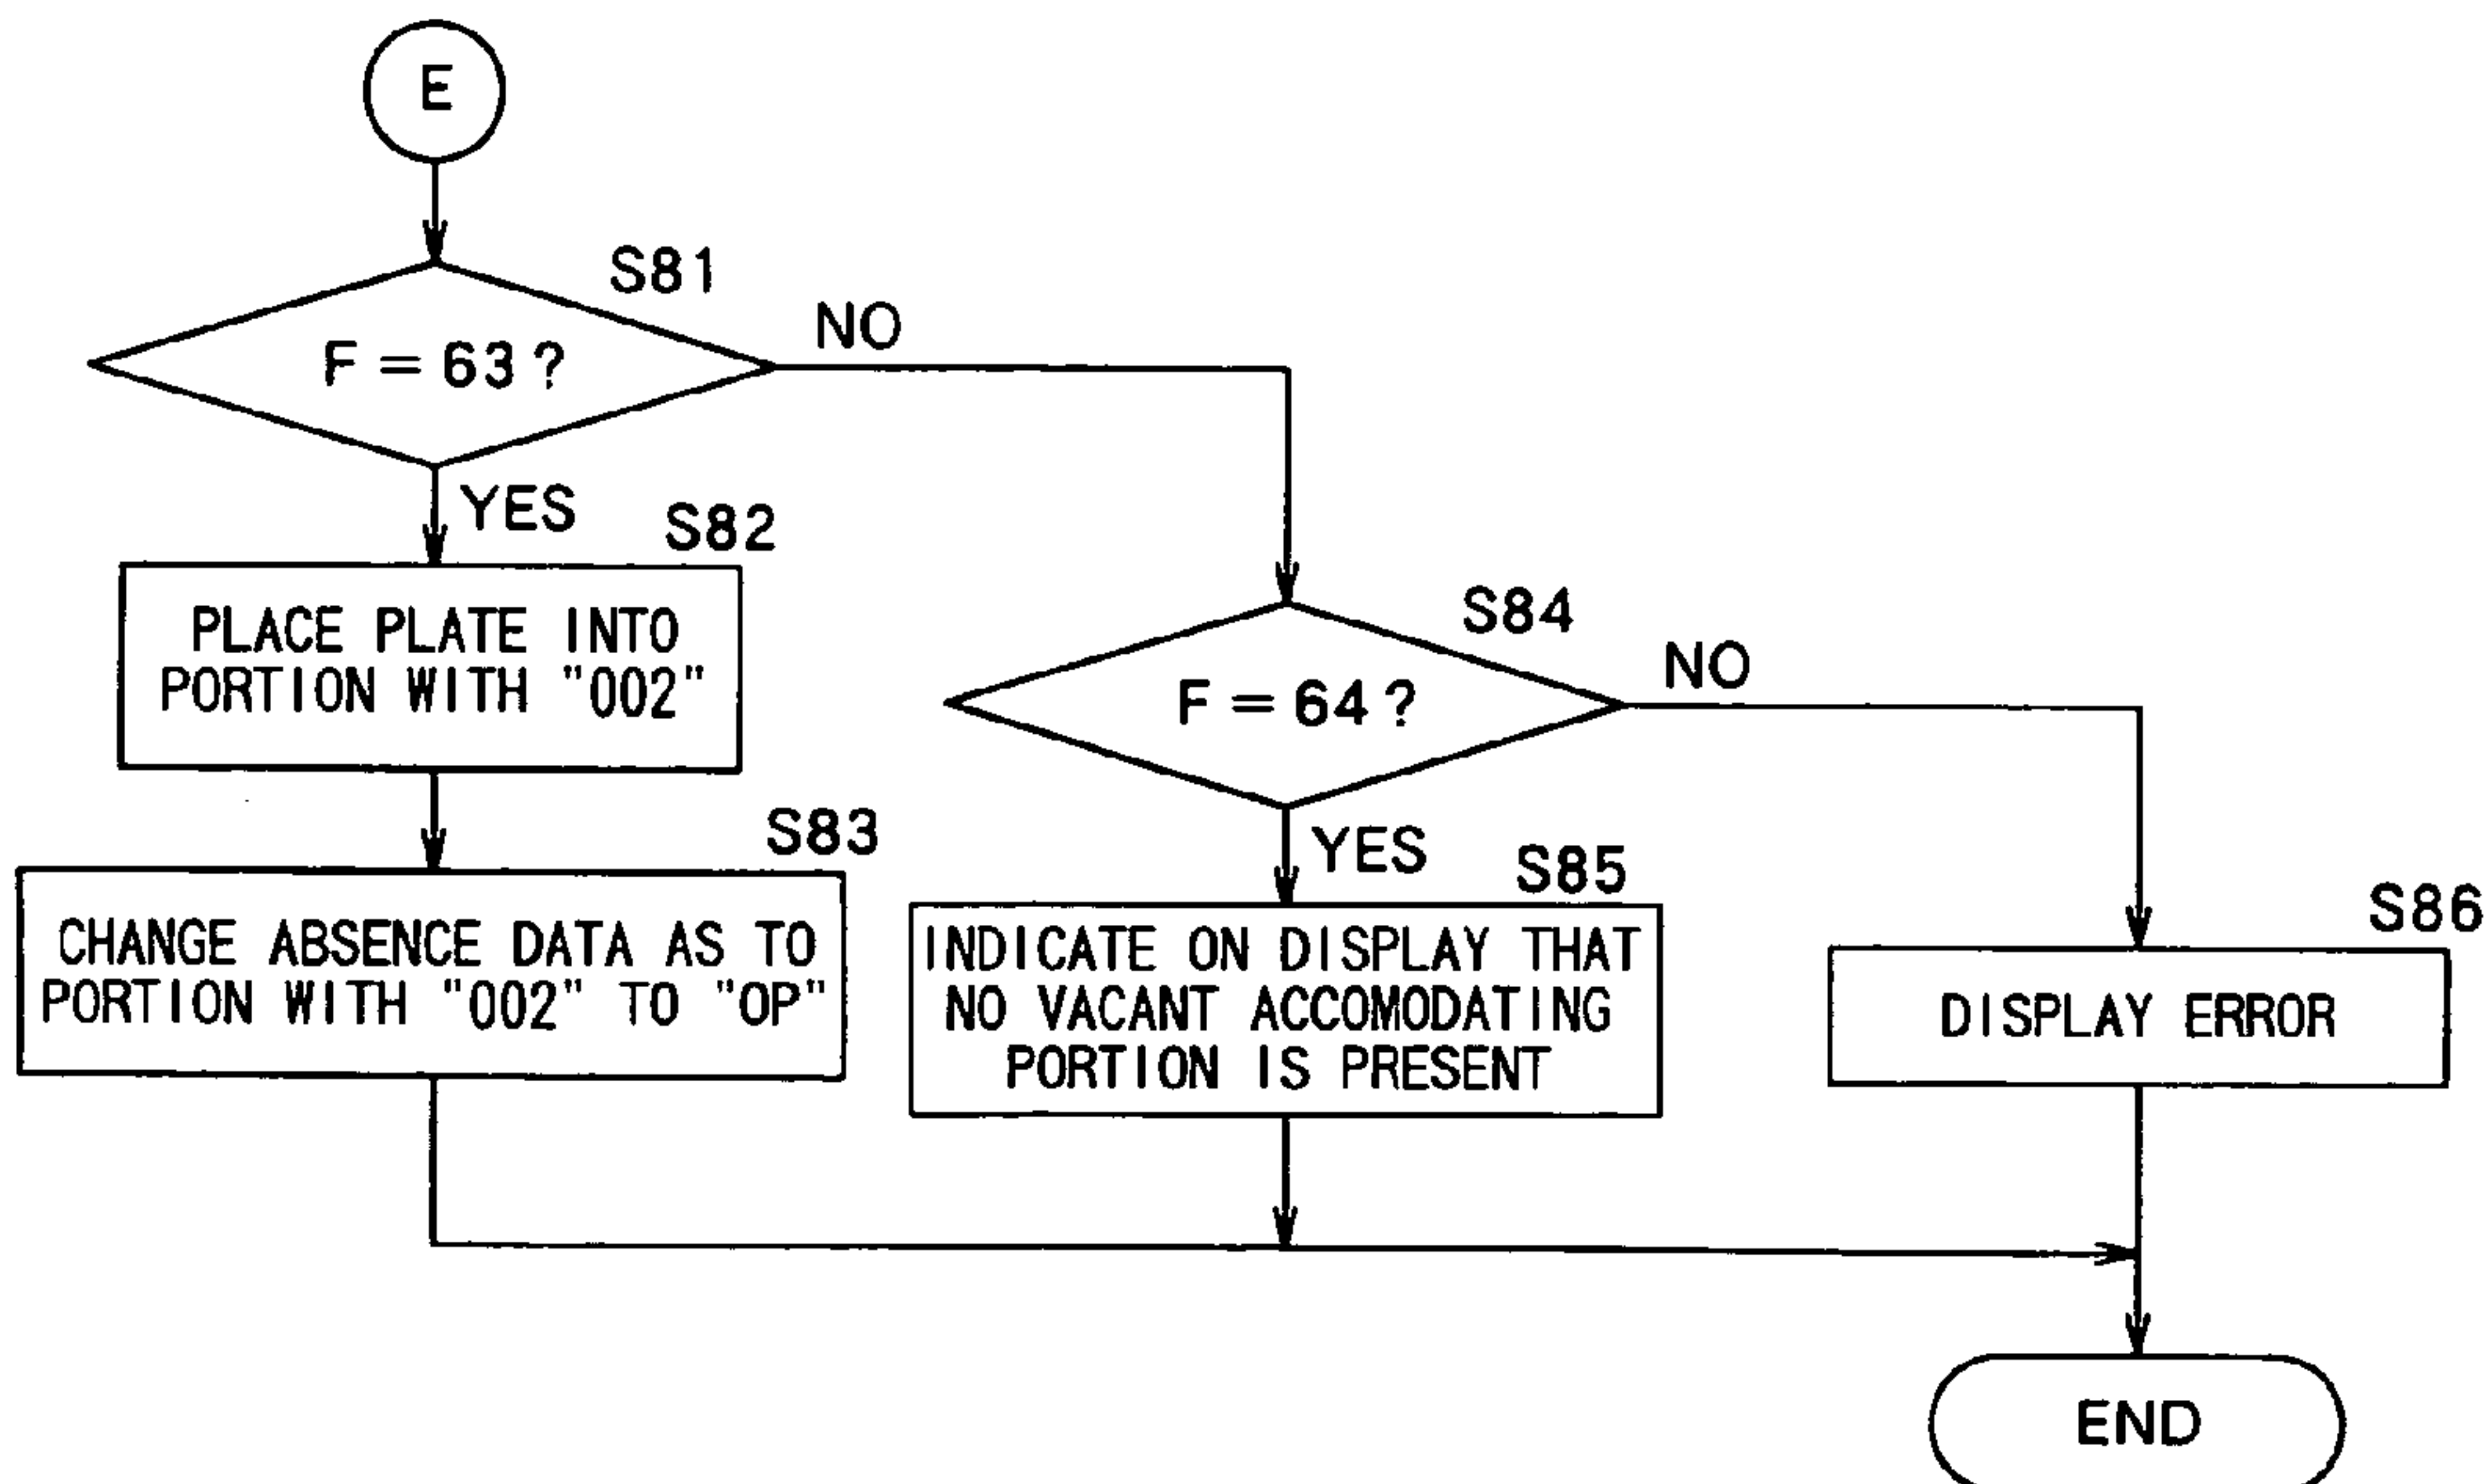 E
S81
F = 63 ?
NO
YES
S82
PLACE PLATE INTO
PORTION WITH "002"
S83
CHANGE ABSENCE DATA AS TO
PORTION WITH "002" TO "OP"
S84
F = 64 ?
NO
YES
S85
INDICATE ON DISPLAY THAT
NO VACANT ACCOMODATING
PORTION IS PRESENT
S86
DISPLAY ERROR
END